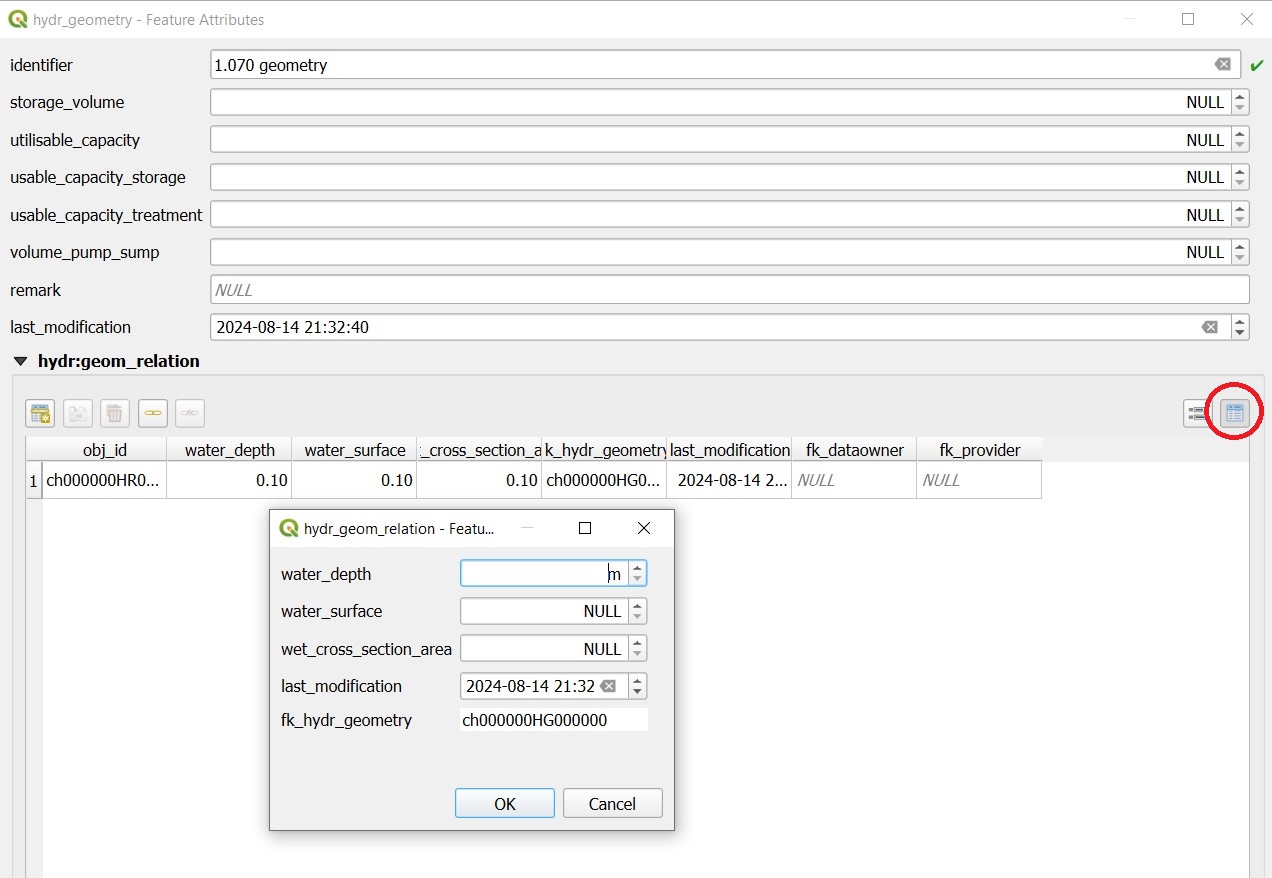 hydr_geometry - Feature Attributes
identifier 1.070 geometry
storage_volume NULL
utilisable_capacity NULL
usable_capacity_storage NULL
usable_capacity_treatment NULL
volume_pump_sump NULL
remark NULL
last_modification 2024-08-14 21:32:40
hydr:geom_relation
obj_id water_depth water_surface :_cross_section_a k_hydr_geometry last_modification fk_dataowner fk_provider
1 ch000000HR0... 0.10 0.10 0.10 ch000000HG0... 2024-08-14 2... NULL NULL
hydr_geom_relation - Featu...
water_depth m
water_surface NULL
wet_cross_section_area NULL
last_modification 2024-08-14 21:32
fk_hydr_geometry ch000000HG000000
OK Cancel